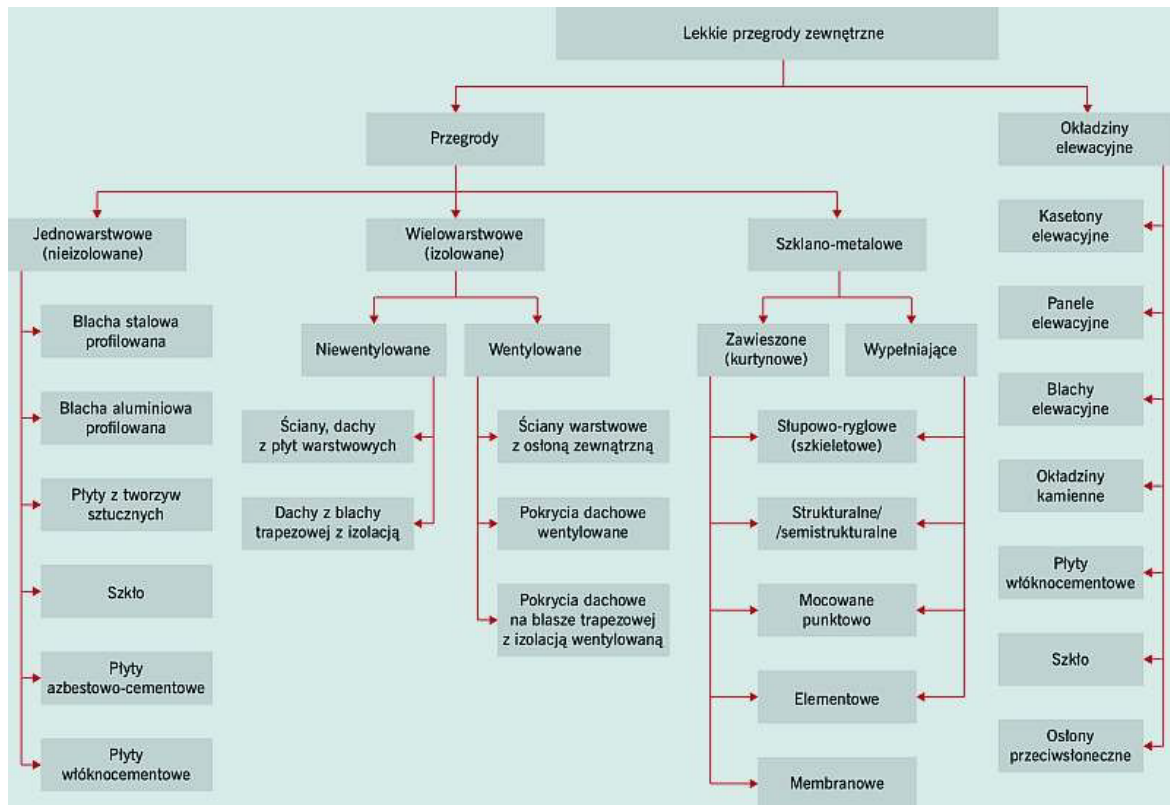 Lekkie przegrody zewnętrzne
Przegrody
Okładziny
elewacyjne
Jednowarstwowe
(nieizolowane)
Wielowarstwowe
(izolowane)
Szklano-metalowe
Kasetony
elewacyjne
Blacha stalowa
profilowana
Niewentylowane
Wentylowane
Zawieszone
(kurtynowe)
Wypełniające
Panele
elewacyjne
Blacha aluminiowa
profilowana
Ściany, dachy
z płyt warstwowych
Ściany warstwowe
z osłoną zewnątrzną
Słupowo-ryglowe
(szkieletowe)
Blachy
elewacyjne
Płyty z tworzyw
sztucznych
Dachy z blachy
trapezowej z izolacją
Pokrycia dachowe
wentylowane
Strukturalne/
/semistrukturalne
Okładziny
kamienne
Szkło
Pokrycia dachowe
na blasze trapezowej
z izolacją wentylowaną
Mocowane
punktowo
Płyty
włóknocementowe
Płyty
azbestowo-cementowe
Elementowe
Szkło
Płyty
włóknocementowe
Membranowe
Osłony
przeciwsłoneczne